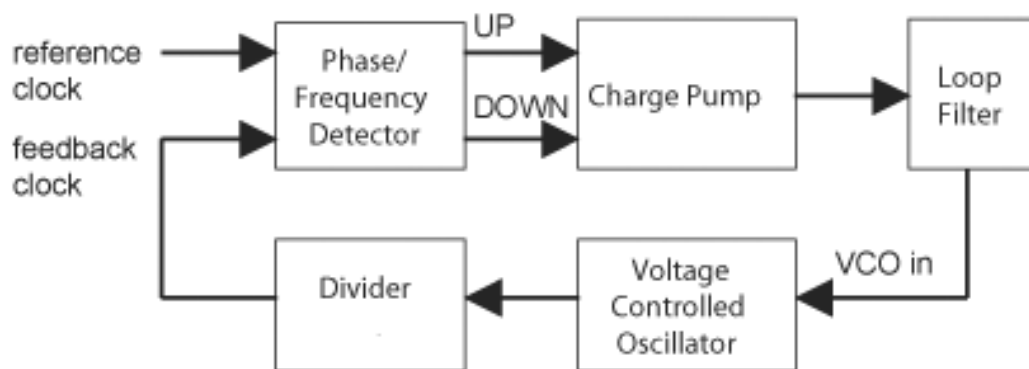 reference
clock
feedback
clock
Phase/
Frequency
Detector
UP
DOWN
Charge Pump
Loop
Filter
VCO in
Voltage
Controlled
Oscillator
Divider